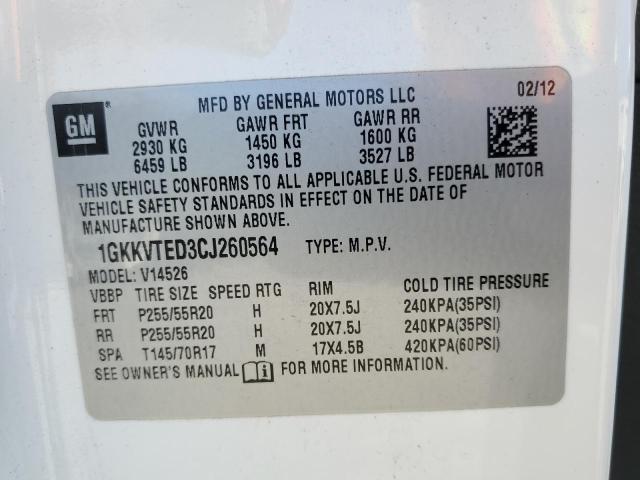 GM ®
MFD BY GENERAL MOTORS LLC 02/12
GVWR GAWR FRT GAWR RR
2930 KG 1450 KG 1600 KG
6459 LB 3196 LB 3527 LB
THIS VEHICLE CONFORMS TO ALL APPLICABLE U.S. FEDERAL MOTOR
VEHICLE SAFETY STANDARDS IN EFFECT ON THE DATE OF
MANUFACTURE SHOWN ABOVE.
1GKKVTED3CJ260564 TYPE: M.P.V.
MODEL: V14526
VBBP TIRE SIZE SPEED RTG RIM COLD TIRE PRESSURE
FRT P255/55R20 H 20X7.5J 240KPA(35PSI)
RR P255/55R20 H 20X7.5J 240KPA(35PSI)
SPA T145/70R17 M 17X4.5B 420KPA(60PSI)
SEE OWNER'S MANUAL i FOR MORE INFORMATION.